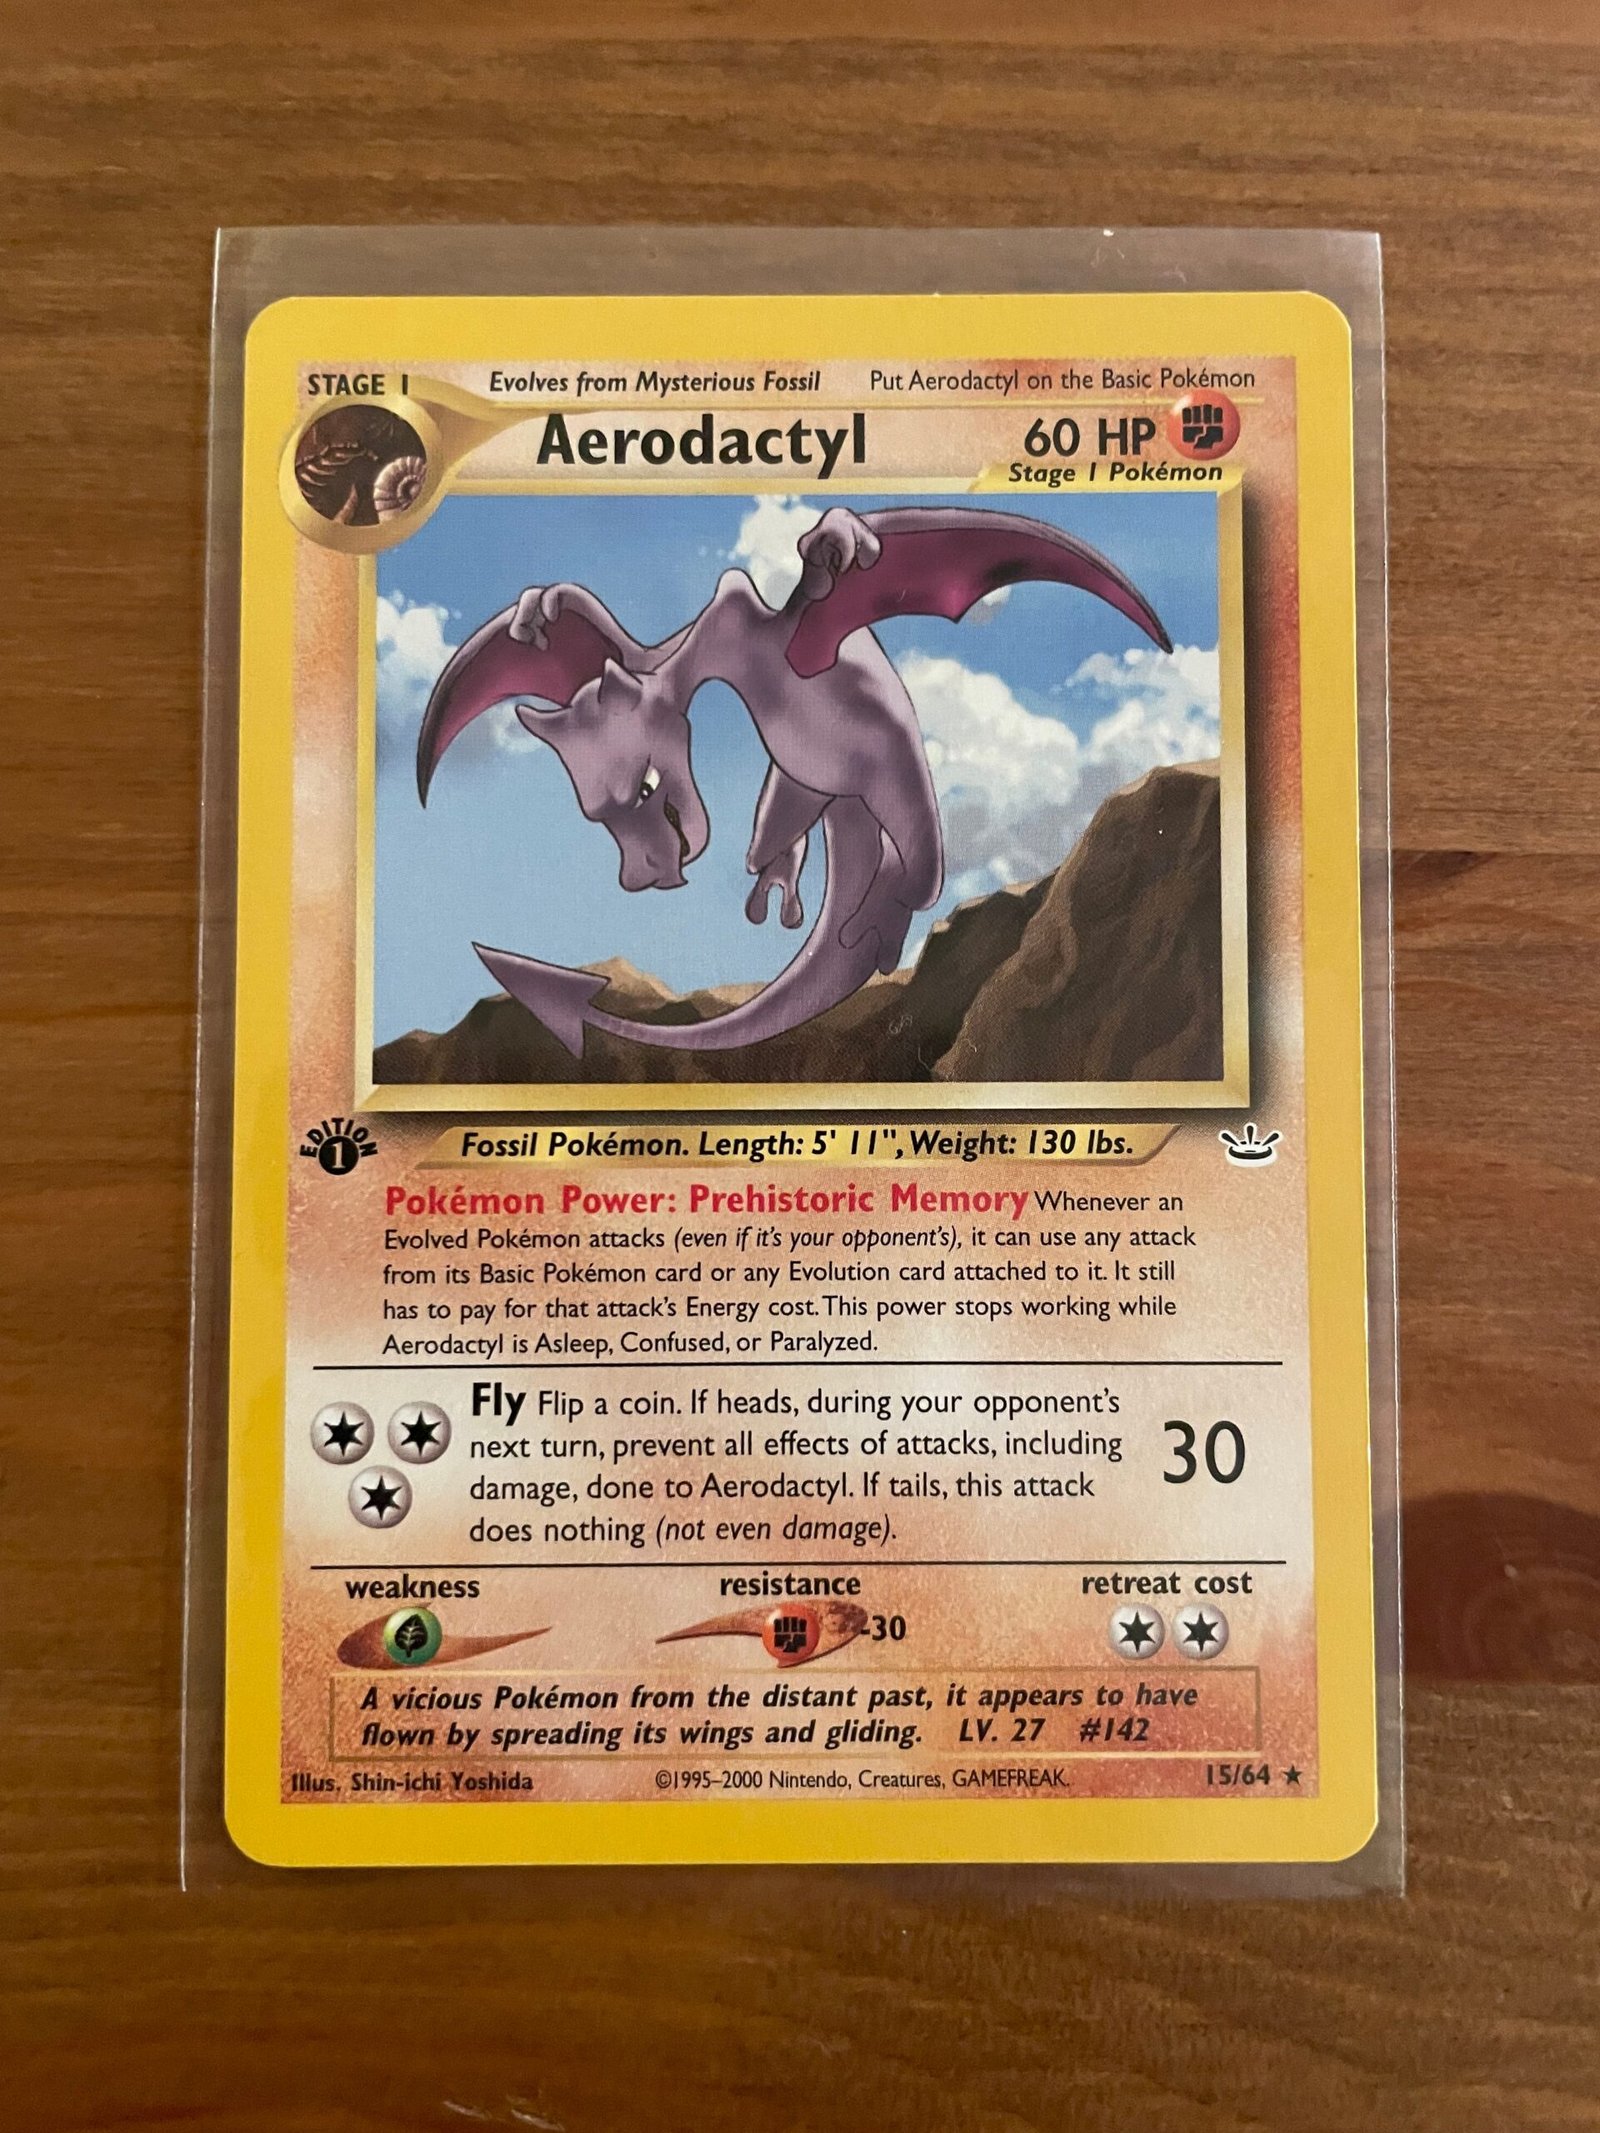 STAGE 1 Evolves from Mysterious Fossil Put Aerodactyl on the Basic Pokémon
Aerodactyl 60 HP
Stage 1 Pokémon
EDITION
1
Fossil Pokémon. Length: 5' 11", Weight: 130 lbs.
Pokémon Power: Prehistoric Memory Whenever an
Evolved Pokémon attacks (even if it's your opponent's), it can use any attack
from its Basic Pokémon card or any Evolution card attached to it. It still
has to pay for that attack's Energy cost. This power stops working while
Aerodactyl is Asleep, Confused, or Paralyzed.
Fly Flip a coin. If heads, during your opponent's
next turn, prevent all effects of attacks, including
damage, done to Aerodactyl. If tails, this attack
does nothing (not even damage).
30
weakness resistance retreat cost
-30
A vicious Pokémon from the distant past, it appears to have
flown by spreading its wings and gliding. LV. 27 #142
Illus. Shin-ichi Yoshida ©1995-2000 Nintendo, Creatures, GAMEFREAK. 15/64 ★